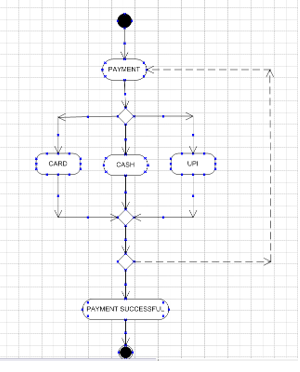 PAYMENT
CARD
CASH
UPI
PAYMENT SUCCESSFUL